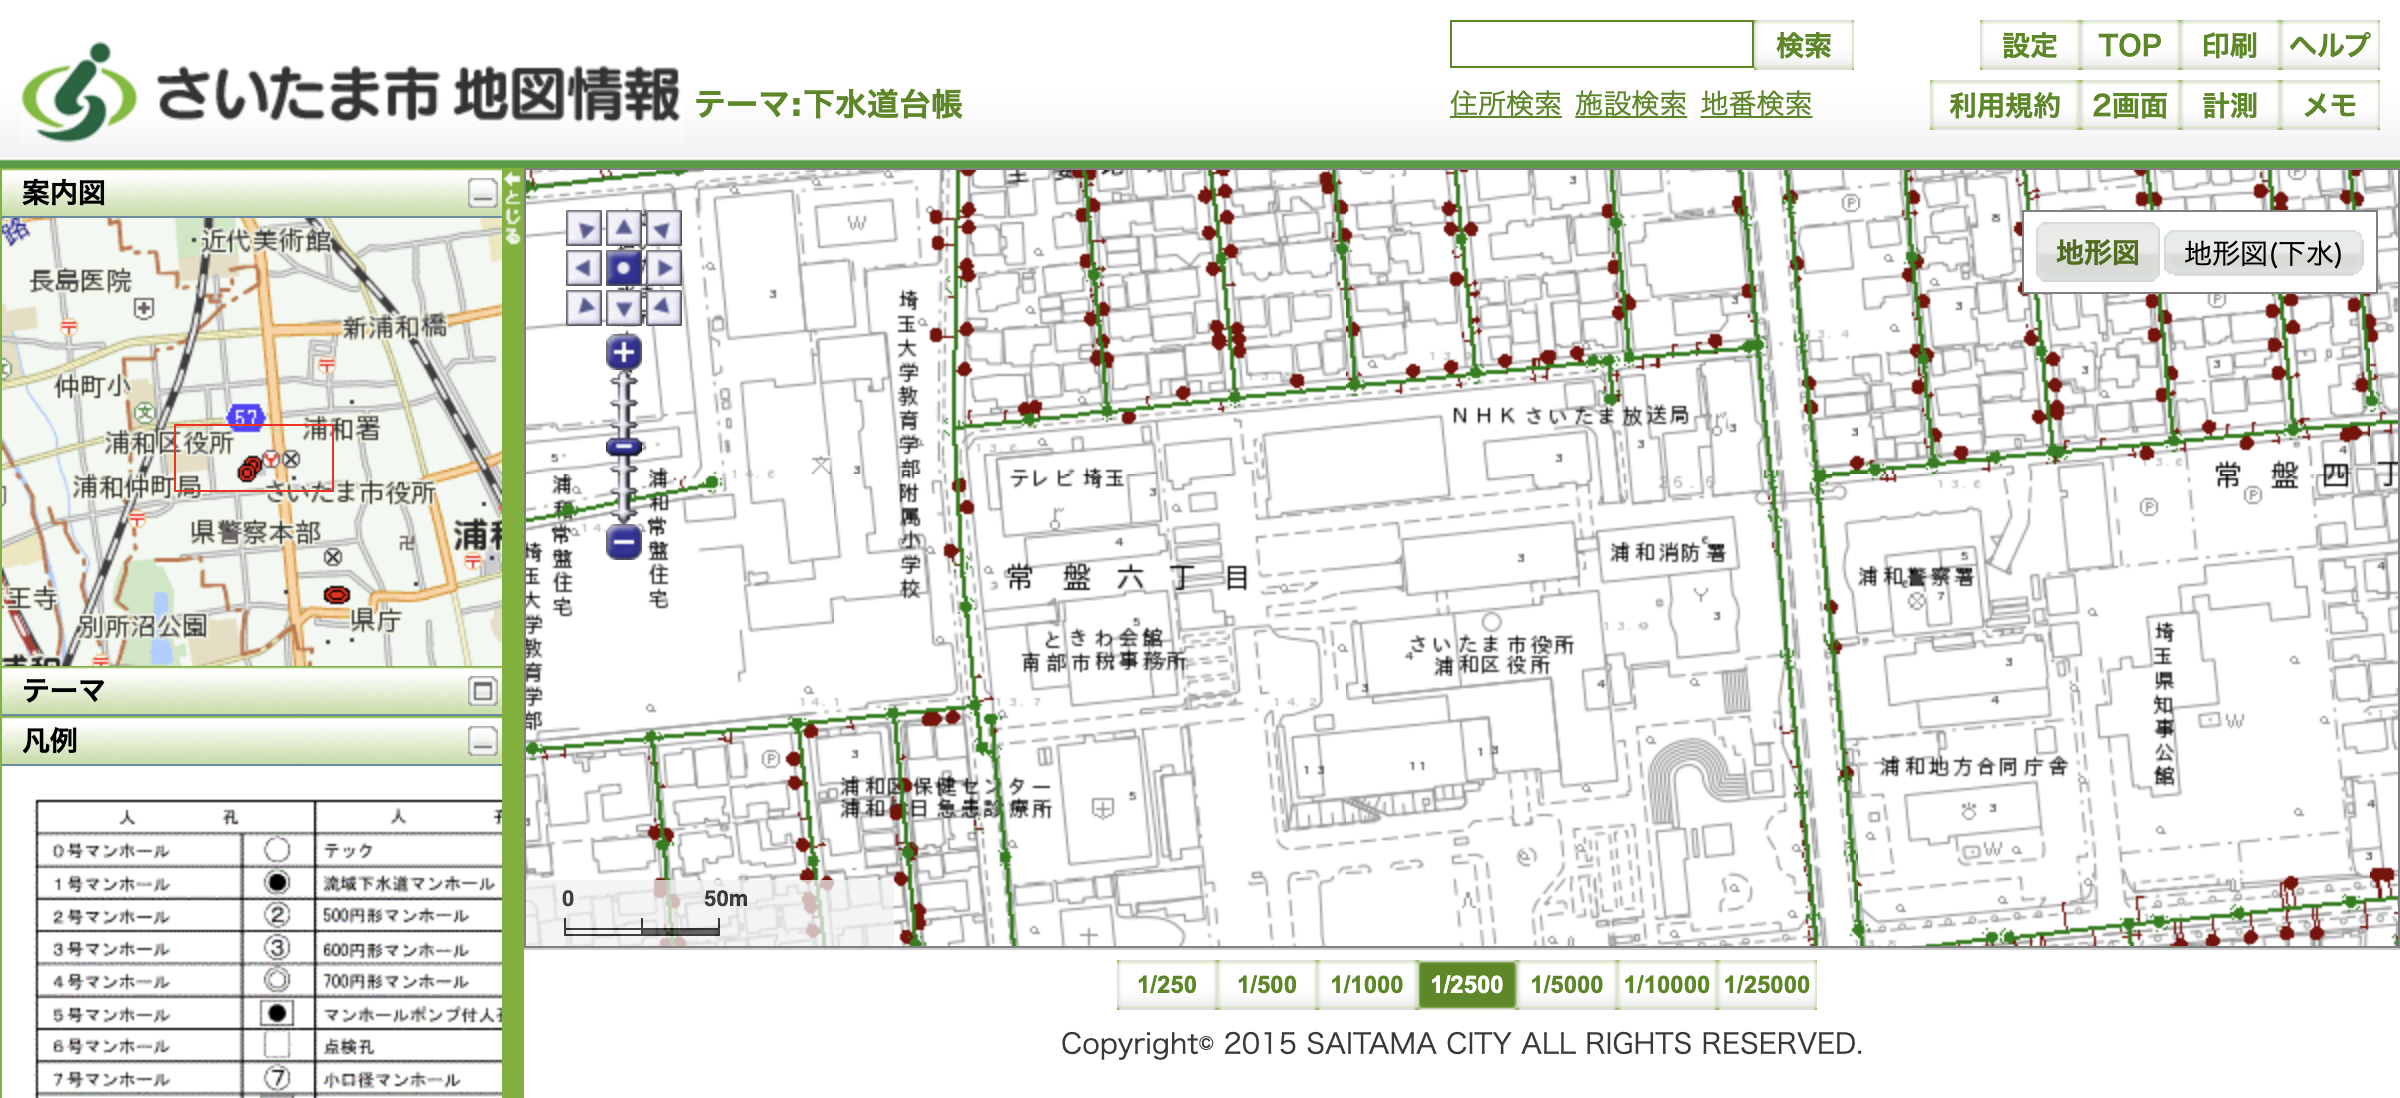 さいたま市 地図情報
テーマ:下水道台帳
検索
住所検索 施設検索 地番検索
設定 TOP 印刷 ヘルプ
利用規約 2画面 計測 メモ
案内図
とじる
近代美術館
長島医院
新浦和橋
仲町小
57
浦和署
浦和区役所
浦和仲町局
さいたま市役所
県警察本部
別所沼公園
県庁
テーマ
凡例
人 孔
0号マンホール
テック
1号マンホール
流域下水道マンホール
2号マンホール
② 500円形マンホール
3号マンホール
③ 600円形マンホール
4号マンホール
700円形マンホール
5号マンホール
マンホールポンプ付人
6号マンホール
点検孔
7号マンホール
⑦ 小口径マンホール
地形図
地形図(下水)
埼玉大学教育学部附属小学校
浦和常盤住宅
浦和常盤住宅
埼玉大学教育学部
NHKさいたま放送局
テレビ埼玉
常盤六丁目
浦和消防署
常盤四丁
浦和警察署
ときわ会館
南部市税事務所
さいたま市役所
浦和区役所
埼玉県知事公館
浦和地方合同庁舎
浦和区保健センター
0 50m
1/250 1/500 1/1000 1/2500 1/5000 1/10000 1/25000
Copyright© 2015 SAITAMA CITY ALL RIGHTS RESERVED.